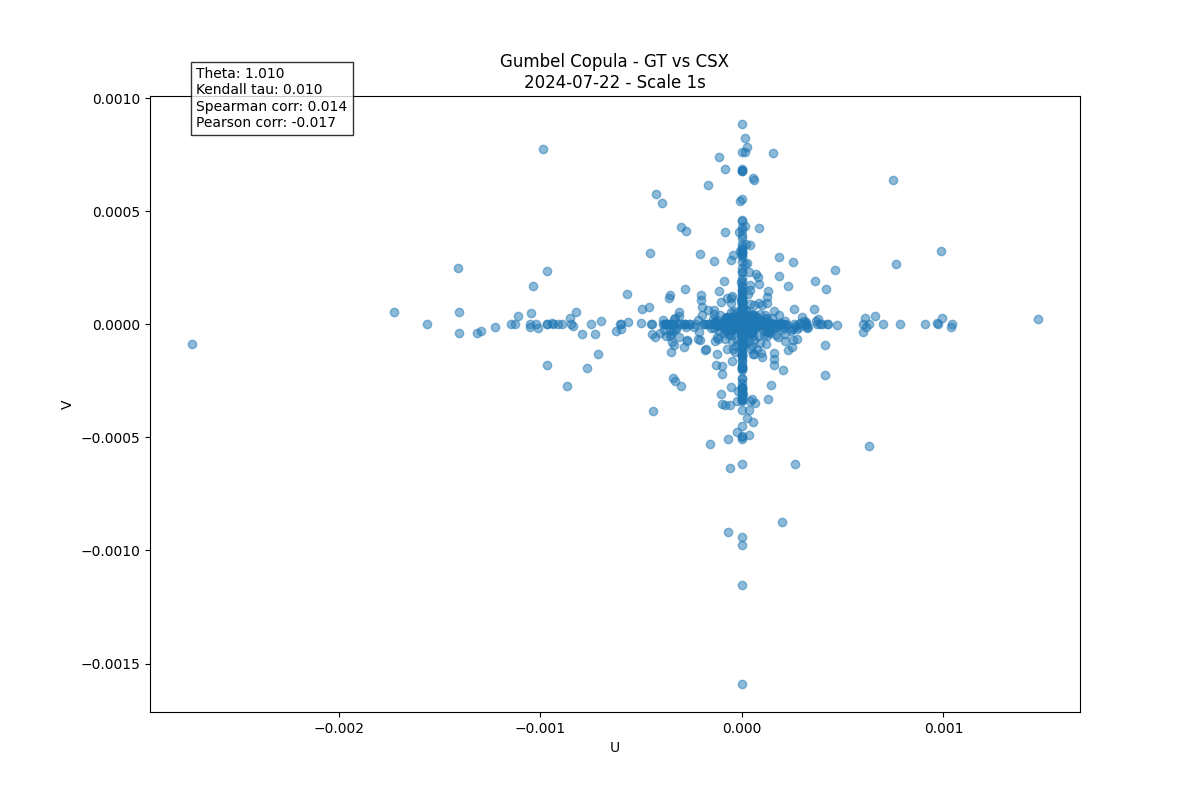 Gumbel Copula - GT vs CSX
2024-07-22 - Scale 1s
Theta: 1.010
Kendall tau: 0.010
Spearman corr: 0.014
Pearson corr: -0.017
0.0010
0.0005
0.0000
−0.0005
−0.0010
−0.0015
V
−0.002
−0.001
0.000
0.001
U